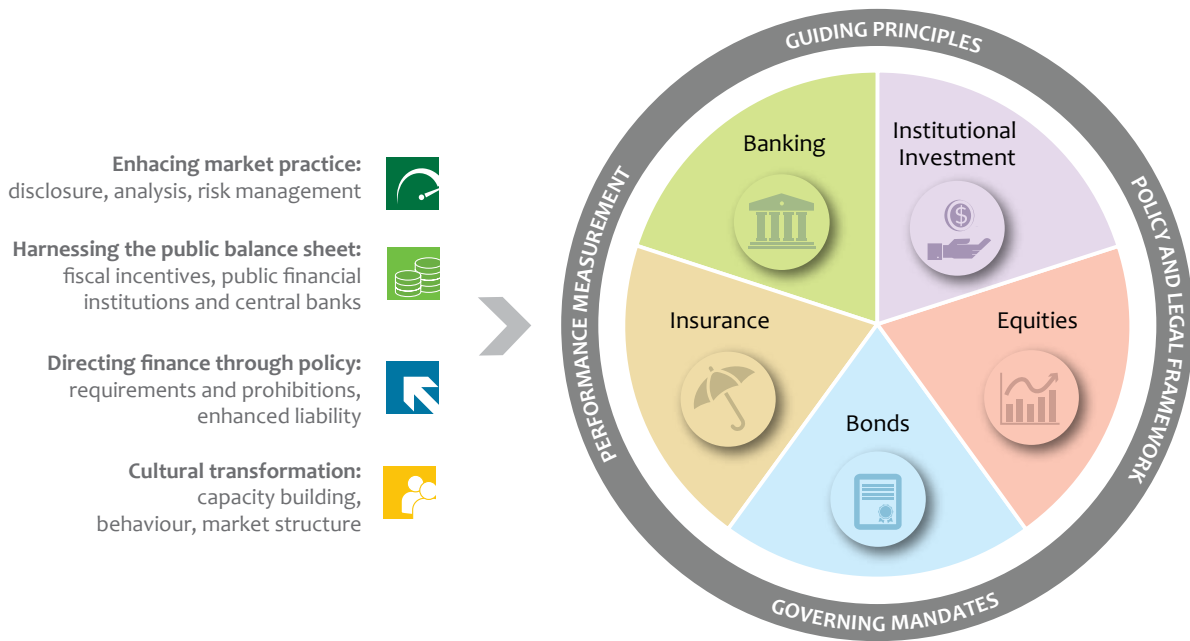 Enhacing market practice:
disclosure, analysis, risk management
Harnessing the public balance sheet:
fiscal incentives, public financial
institutions and central banks
Directing finance through policy:
requirements and prohibitions,
enhanced liability
Cultural transformation:
capacity building,
behaviour, market structure
GUIDING PRINCIPLES
POLICY AND LEGAL FRAMEWORK
GOVERNING MANDATES
PERFORMANCE MEASUREMENT
Banking
Institutional
Investment
$
Insurance
Equities
Bonds